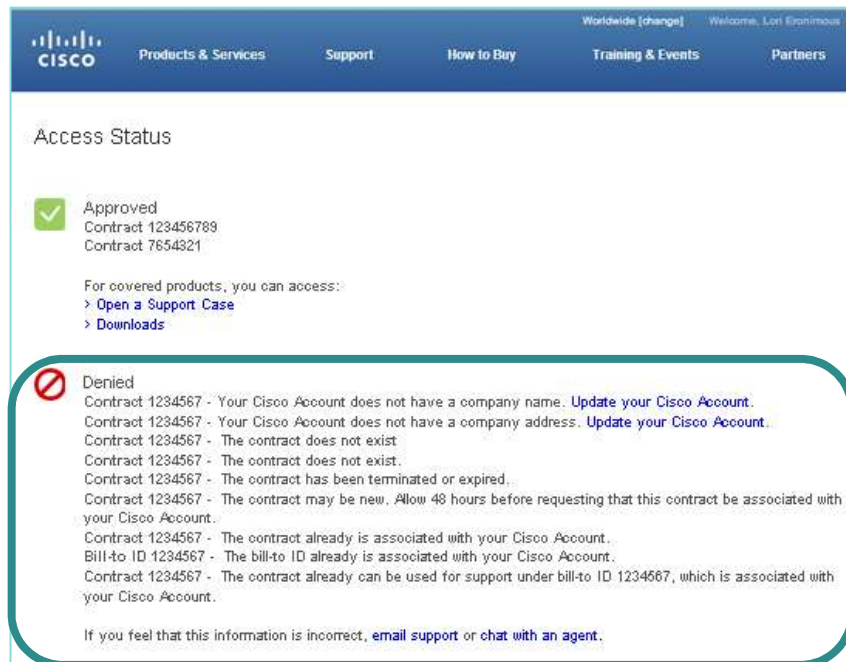 Worldwide [change] Welcome, Lori Eronimous
CISCO Products & Services Support How to Buy Training & Events Partners
Access Status
Approved
Contract 123456789
Contract 7654321
For covered products, you can access:
> Open a Support Case
> Downloads
Denied
Contract 1234567 - Your Cisco Account does not have a company name. Update your Cisco Account.
Contract 1234567 - Your Cisco Account does not have a company address. Update your Cisco Account.
Contract 1234567 - The contract does not exist
Contract 1234567 - The contract does not exist.
Contract 1234567 - The contract has been terminated or expired.
Contract 1234567 - The contract may be new. Allow 48 hours before requesting that this contract be associated with
your Cisco Account.
Contract 1234567 - The contract already is associated with your Cisco Account.
Bill-to ID 1234567 - The bill-to ID already is associated with your Cisco Account.
Contract 1234567 - The contract already can be used for support under bill-to ID 1234567, which is associated with
your Cisco Account.
If you feel that this information is incorrect, email support or chat with an agent.